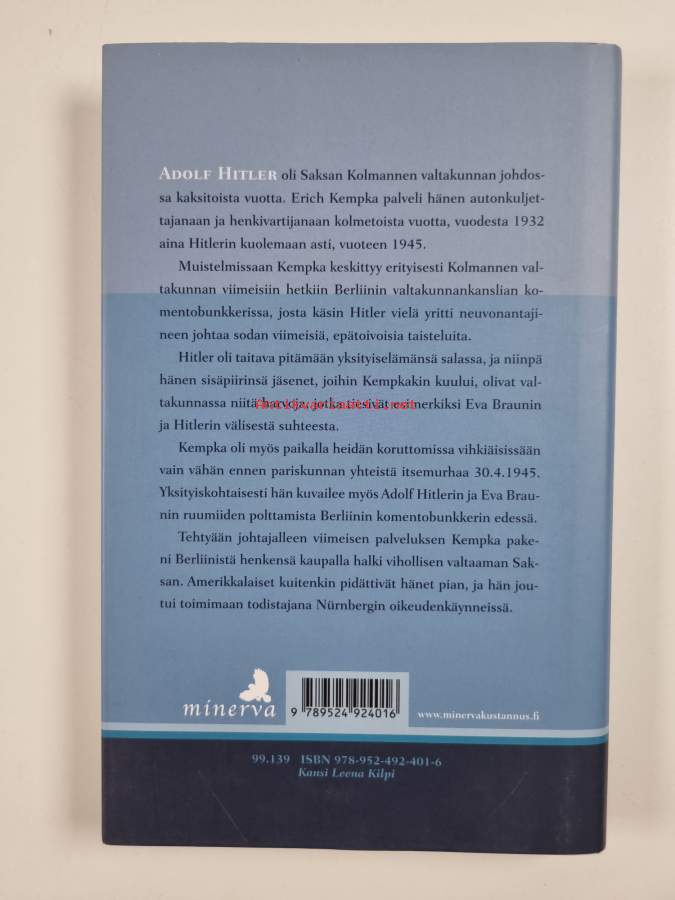 ADOLF HITLER oli Saksan Kolmannen valtakunnan johdos-
sa kaksitoista vuotta. Erich Kempka palveli hänen autonkuljet-
tajanaan ja henkivartijanaan kolmetoista vuotta, vuodesta 1932
aina Hitlerin kuolemaan asti, vuoteen 1945.
Muistelmissaan Kempka keskittyy erityisesti Kolmannen val-
takunnan viimeisiin hetkiin Berliinin valtakunnankanslian ko-
mentobunkkerissa, josta käsin Hitler vielä yritti neuvonantaji-
neen johtaa sodan viimeisiä, epätoivoisia taisteluita.
Hitler oli taitava pitämään yksityiselämänsä salassa, ja niinpä
hänen sisäpiirinsä jäsenet, joihin Kempkakin kuului, olivat val-
takunnassa niitä harvoja, jotka tiesivät esimerkiksi Eva Braunin
Antikvariaatti.net
ja Hitlerin välisestä suhteesta.
Kempka oli myös paikalla heidän koruttomissa vihkiäisissään
vain vähän ennen pariskunnan yhteistä itsemurhaa 30.4.1945.
Yksityiskohtaisesti hän kuvailee myös Adolf Hitlerin ja Eva Brau-
nin ruumiiden polttamista Berliinin komentobunkkerin edessä.
Tehtyään johtajalleen viimeisen palveluksen Kempka pake-
ni Berliinistä henkensä kaupalla halki vihollisen valtaaman Sak-
san. Amerikkalaiset kuitenkin pidättivät hänet pian, ja hän jou-
tui toimimaan todistajana Nürnbergin oikeudenkäynneissä.
minerva
9 789524 924016
www.minervakustannus.fi
99.139 ISBN 978-952-492-401-6
Kansi Leena Kilpi